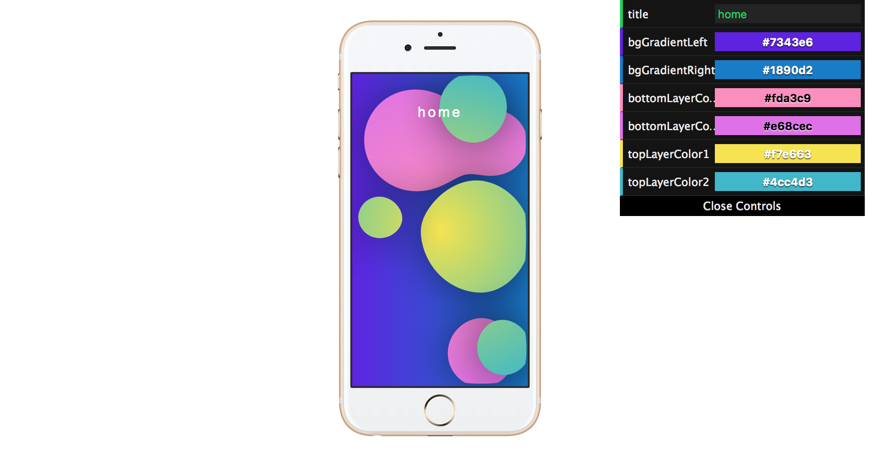 home
title
home
bgGradientLeft
#7343e6
bgGradientRight
#1890d2
bottomLayerCo...
#fda3c9
bottomLayerCo...
#e68cec
topLayerColor1
#f7e663
topLayerColor2
#4cc4d3
Close Controls